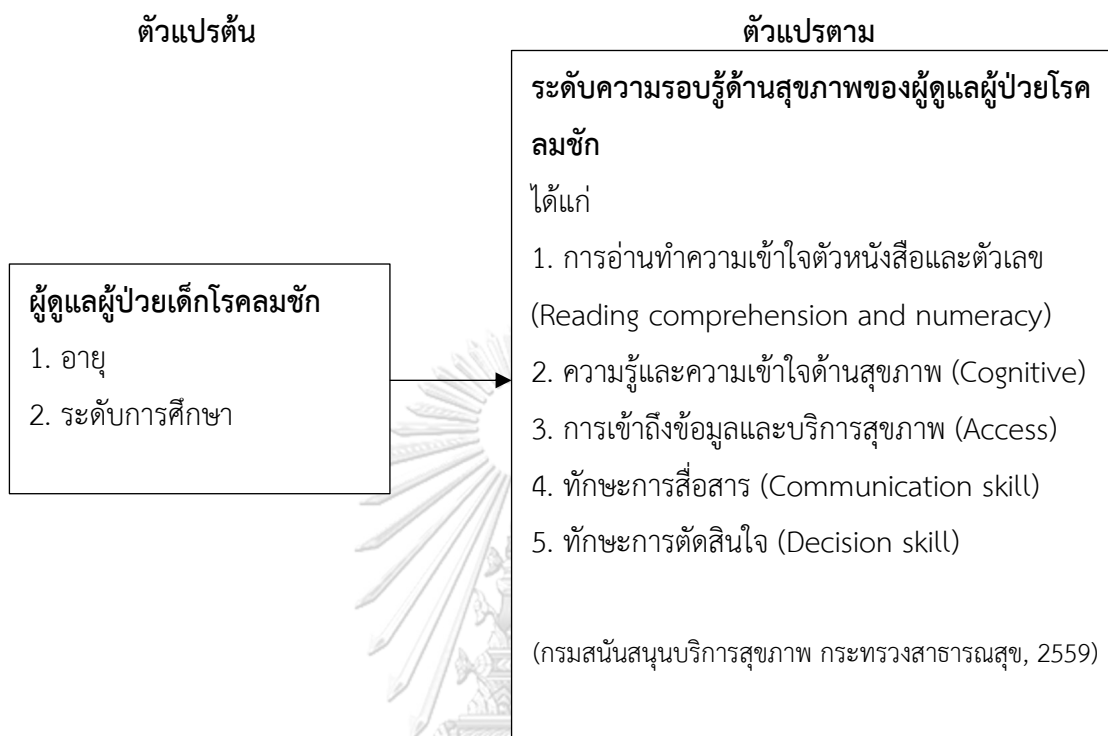 ตัวแปรต้น
ตัวแปรตาม
ผู้ดูแลผู้ป่วยเด็กโรคลมชัก
1. อายุ
2. ระดับการศึกษา
ระดับความรอบรู้ด้านสุขภาพของผู้ดูแลผู้ป่วยโรค
ลมชัก
ได้แก่
1. การอ่านทำความเข้าใจตัวหนังสือและตัวเลข
(Reading comprehension and numeracy)
2. ความรู้และความเข้าใจด้านสุขภาพ (Cognitive)
3. การเข้าถึงข้อมูลและบริการสุขภาพ (Access)
4. ทักษะการสื่อสาร (Communication skill)
5. ทักษะการตัดสินใจ (Decision skill)
(กรมสนันสนุนบริการสุขภาพ กระทรวงสาธารณสุข, 2559)